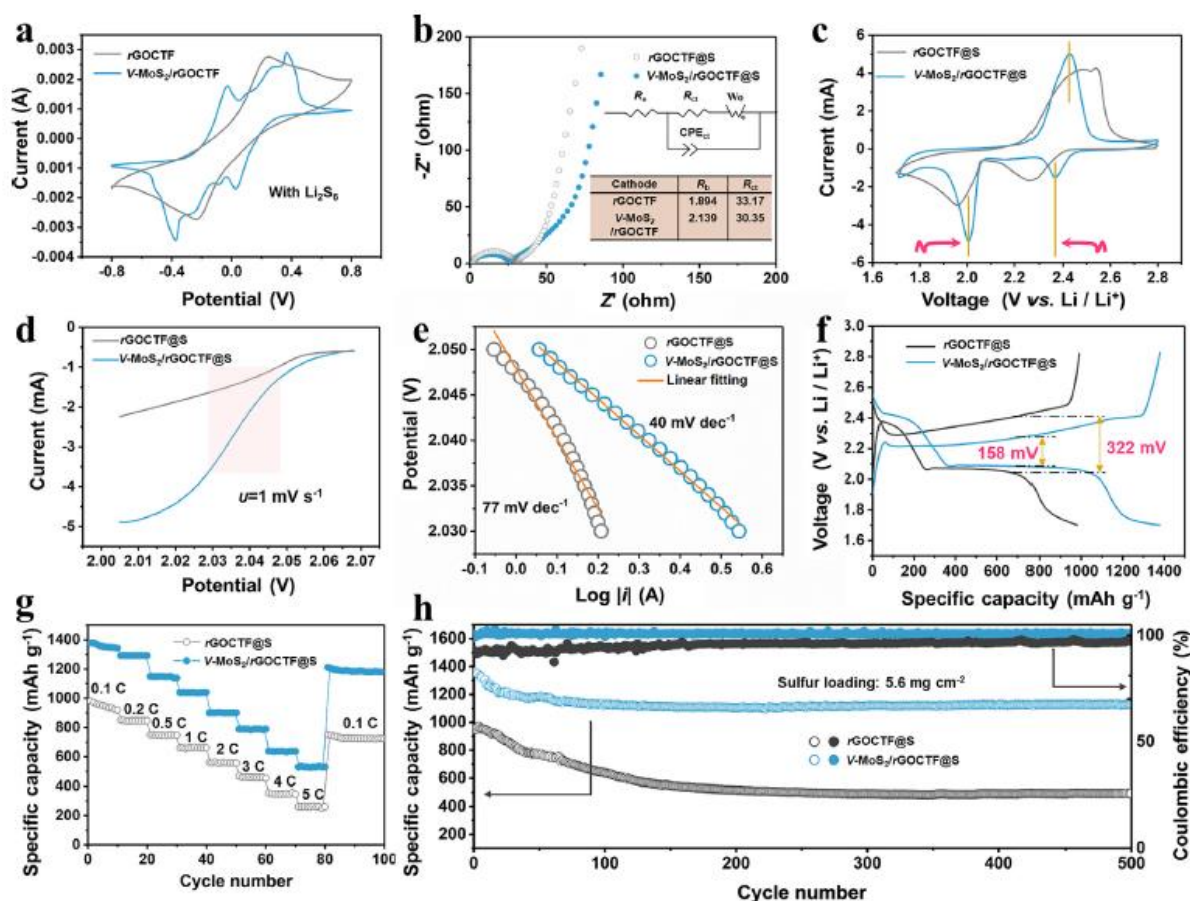 a
rGOCTF
V-MoS₂/rGOCTF
0.003
0.002
0.001
0.000
0.001
-0.002
-0.003
-0.004
Current (A)
With Li₂S₆
-0.8
-0.4
0.0
0.4
0.8
Potential (V)
b
200
150
100
50
0
-Z'' (ohm)
rGOCTF@S
V-MoS₂/rGOCTF@S
Rₛ
R_ct
CPE_ct
Cathode R_b R_ct
rGOCTF 1.894 33.17
V-MoS₂ 2.139 30.35
/rGOCTF
0
50
100
150
200
Z' (ohm)
c
rGOCTF@S
V-MoS₂/rGOCTF@S
6
4
2
0
-2
-4
6
Current (mA)
1.6
1.8
2.0
2.2
2.4
2.6
2.8
Voltage (V vs. Li / Li⁺)
d
rGOCTF@S
V-MoS₂/rGOCTF@S
0
-1
-2
-3
-4
-5
Current (mA)
υ=1 mV s⁻¹
2.00
2.01
2.02
2.03
2.04
2.05
2.06
2.07
Potential (V)
e
rGOCTF@S
V-MoS₂/rGOCTF@S
Linear fitting
2.050
2.045
2.040
2.035
2.030
Potential (V)
40 mV dec⁻¹
77 mV dec⁻¹
-0.1
0.0
0.1
0.2
0.3
0.4
0.5
0.6
Log |i| (A)
f
rGOCTF@S
V-MoS₂/rGOCTF@S
3.0
2.8
2.6
2.4
2.2
2.0
1.8
1.6
Voltage (V vs. Li / Li⁺)
158 mV
322 mV
0
200
400
600
800
1000
1200
1400
Specific capacity (mAh g⁻¹)
g
rGOCTF@S
V-MoS₂/rGOCTF@S
1400
1200
1000
800
600
400
200
0
Specific capacity (mAh g⁻¹)
0.1 C
0.2 C
0.5 C
1 C
2 C
3 C
4 C
5 C
0.1 C
0
20
40
60
80
100
Cycle number
h
1600
1400
1200
1000
800
600
400
200
Specific capacity (mAh g⁻¹)
Sulfur loading: 5.6 mg cm⁻²
rGOCTF@S
V-MoS₂/rGOCTF@S
100
50
0
Coulombic efficiency (%)
0
100
200
300
400
500
Cycle number